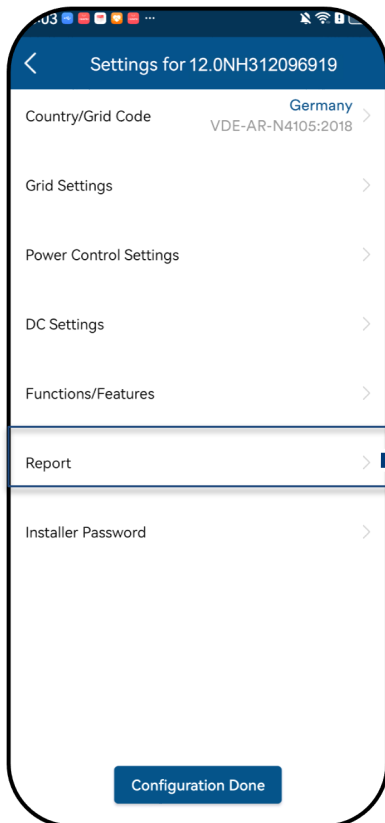 :03
Settings for 12.0NH312096919
Country/Grid Code
Germany
VDE-AR-N4105:2018
Grid Settings
Power Control Settings
DC Settings
Functions/Features
Report
Installer Password
Configuration Done